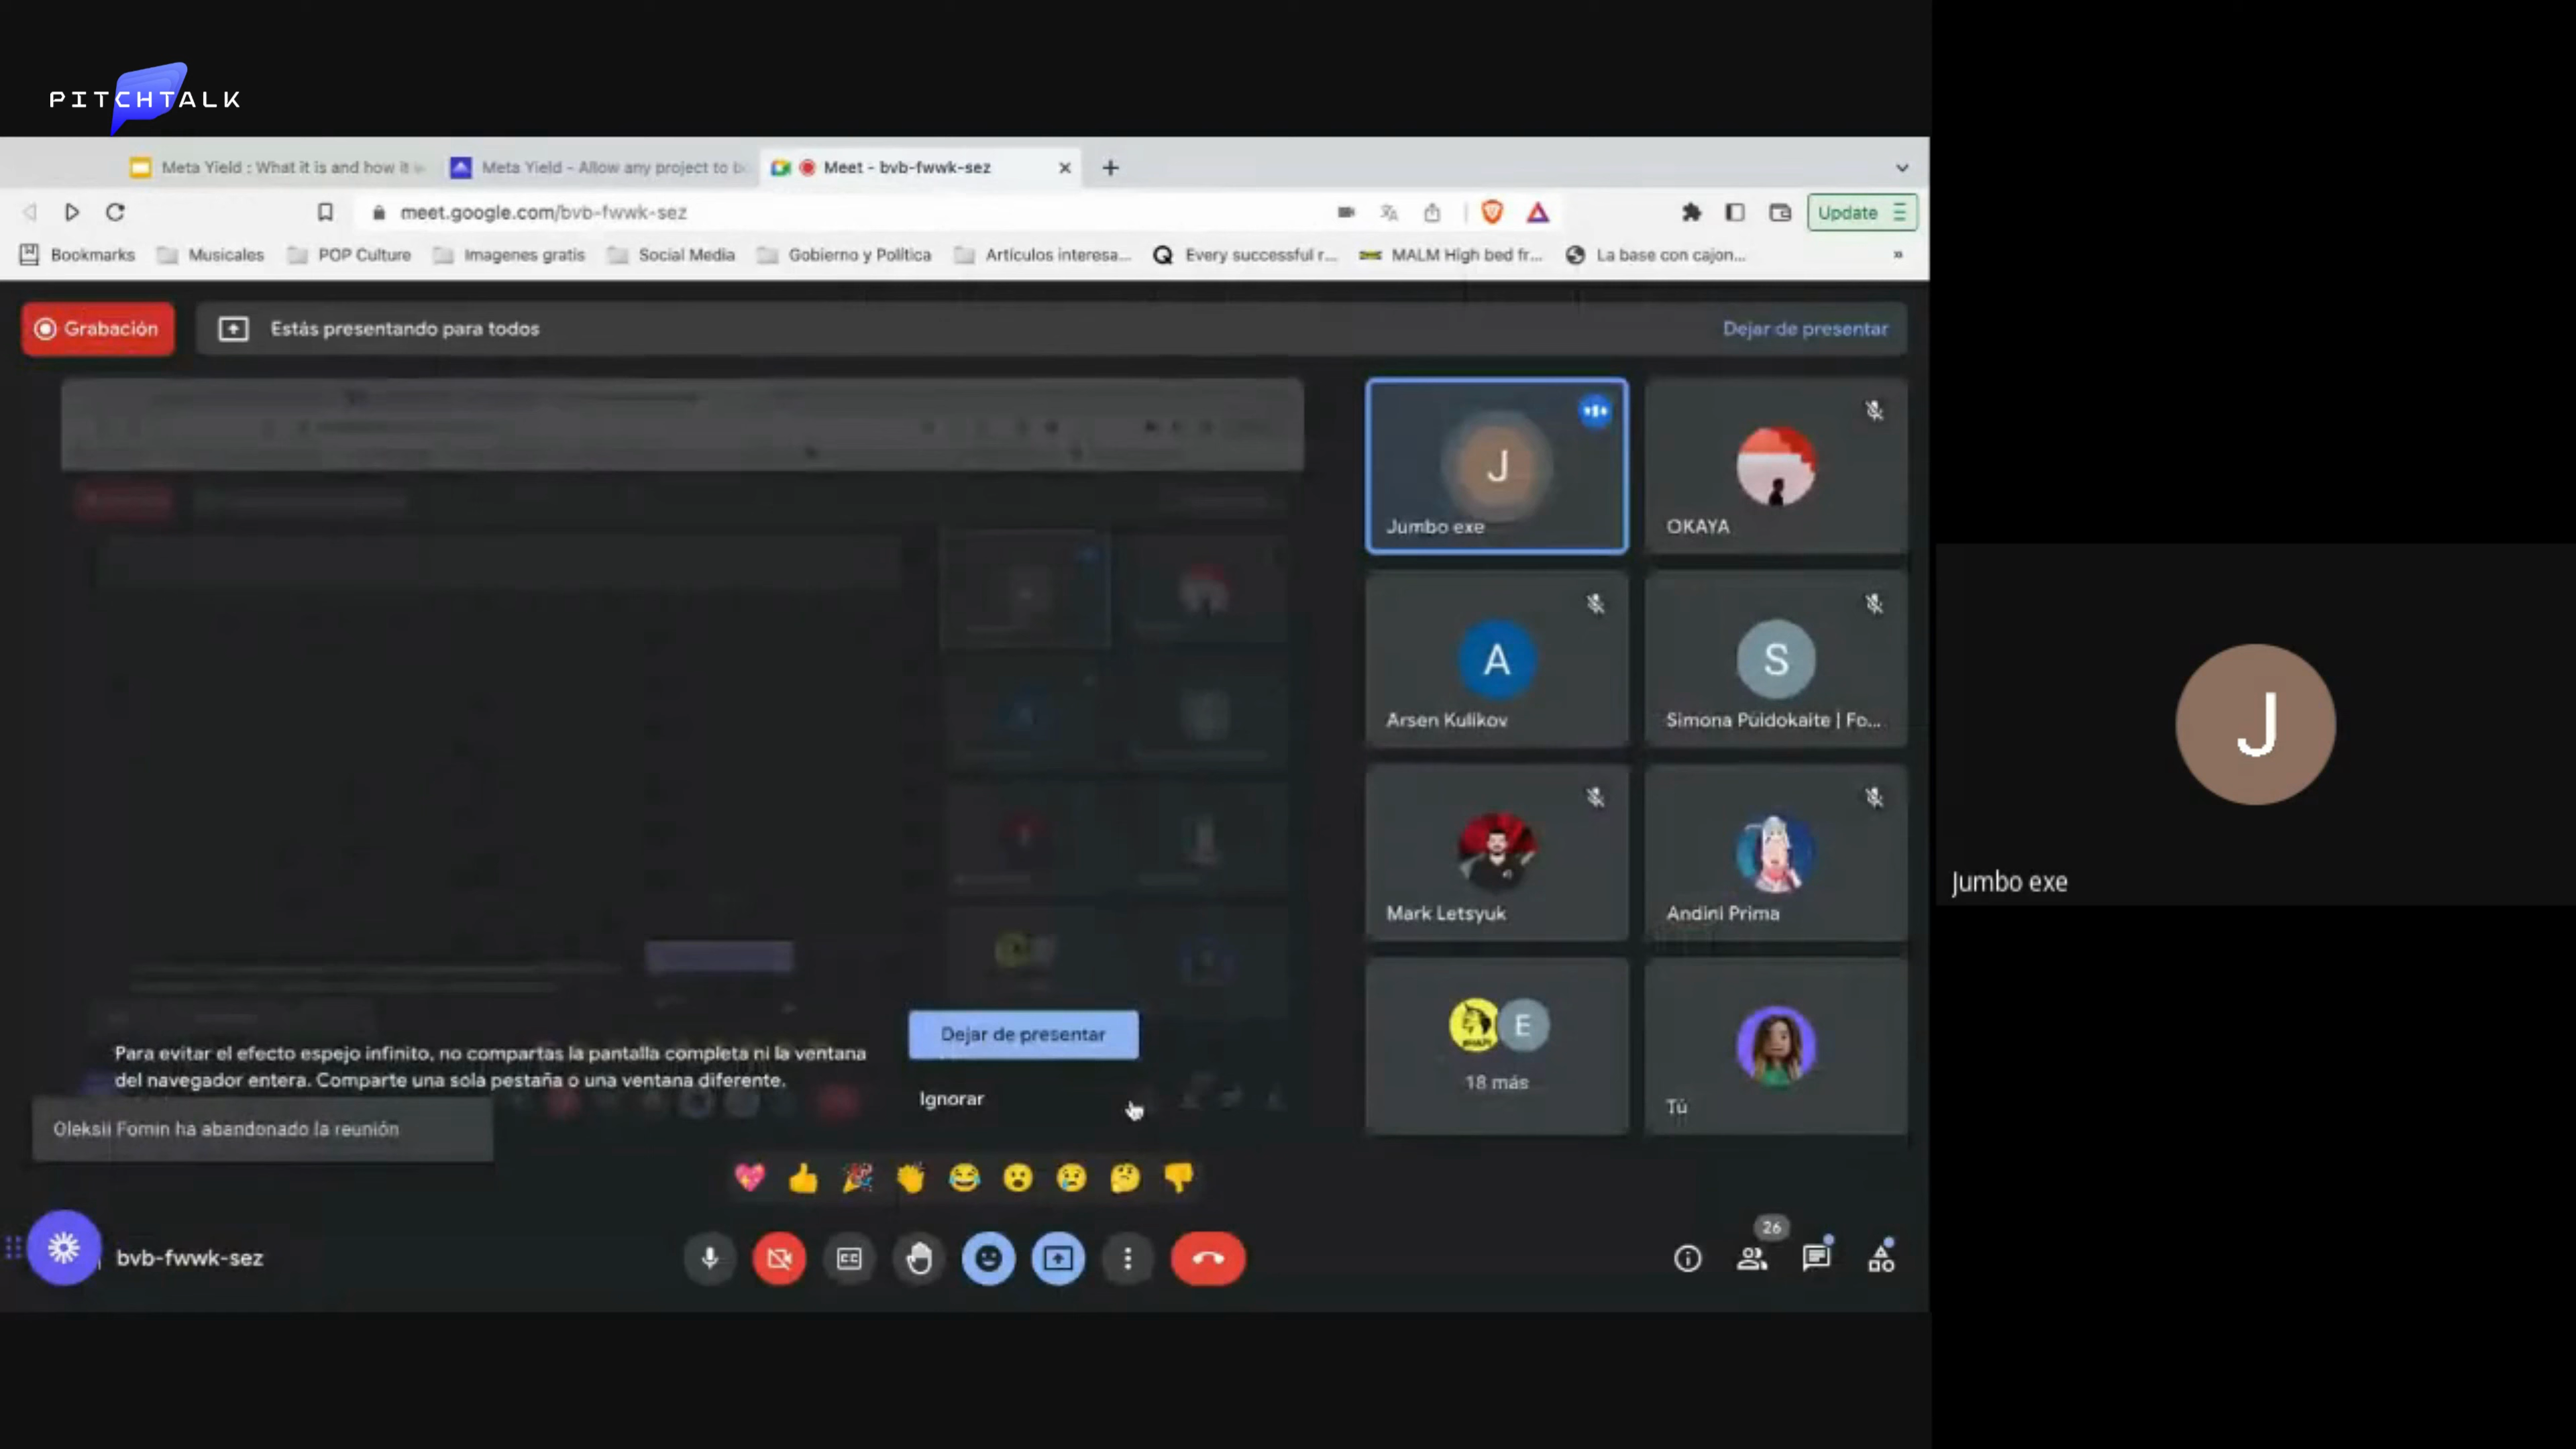 PITCHTALK
Meta Yield : What it is and how it w
Meta Yield - Allow any project to b
Meet - bvb-fwwk-sez
meet.google.com/bvb-fwwk-sez
Update
Bookmarks
Musicales
POP Culture
Imagenes gratis
Social Media
Gobierno y Política
Artículos interesa...
Every successful r...
MALM High bed fr...
La base con cajon...
Grabación
Estás presentando para todos
Dejar de presentar
J
Jumbo exe
OKAYA
A
Arsen Kulikov
S
Simona Puidokaite | Fo...
Mark Letsyuk
Andini Prima
E
18 más
Tú
Para evitar el efecto espejo infinito, no compartas la pantalla completa ni la ventana
del navegador entera. Comparte una sola pestaña o una ventana diferente.
Dejar de presentar
Ignorar
Oleksii Fomin ha abandonado la reunión
bvb-fwwk-sez
CC
26
J
Jumbo exe